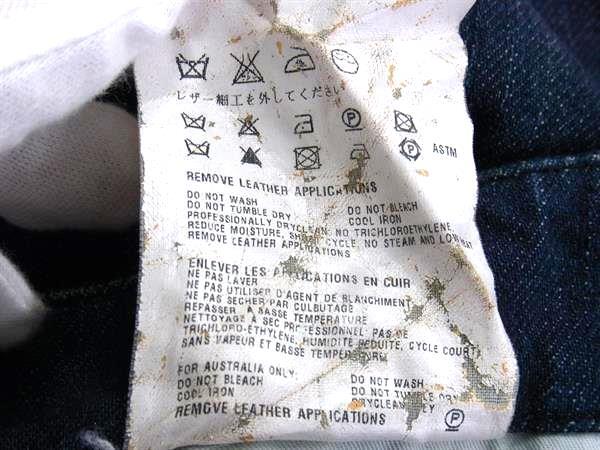 レザー細工を外してください
P
P ASTM
REMOVE LEATHER APPLICATIONS
DO NOT WASH DO NOT BLEACH
DO NOT TUMBLE DRY COOL IRON
PROFESSIONALLY DRYCLEAN: NO TRICHLOROETHYLENE,
REDUCE MOISTURE, SHORT CYCLE NO STEAM AND LOW HEAT
REMOVE LEATHER APPLICATIONS
ENLEVER LES APPLICATIONS EN CUIR
NE PAS LAVER
NE PAS UTILISER D'AGENT DE BLANCHIMENT
NE PAS SECHER PAR CULBUTAGE
REPASSER A BASSE TEMPERATURE
NETTOYAGE A SEC PROFESSIONNEL: PAS DE
TRICHLORO-ETHYLENE, HUMIDITE REDUITE, CYCLE COURT,
SANS VAPEUR ET BASSE TEMPERATURE
FOR AUSTRALIA ONLY:
DO NOT BLEACH DO NOT WASH
COOL IRON DO NOT TUMBLE DRY
DRYCLEAN ONLY
REMOVE LEATHER APPLICATIONS P